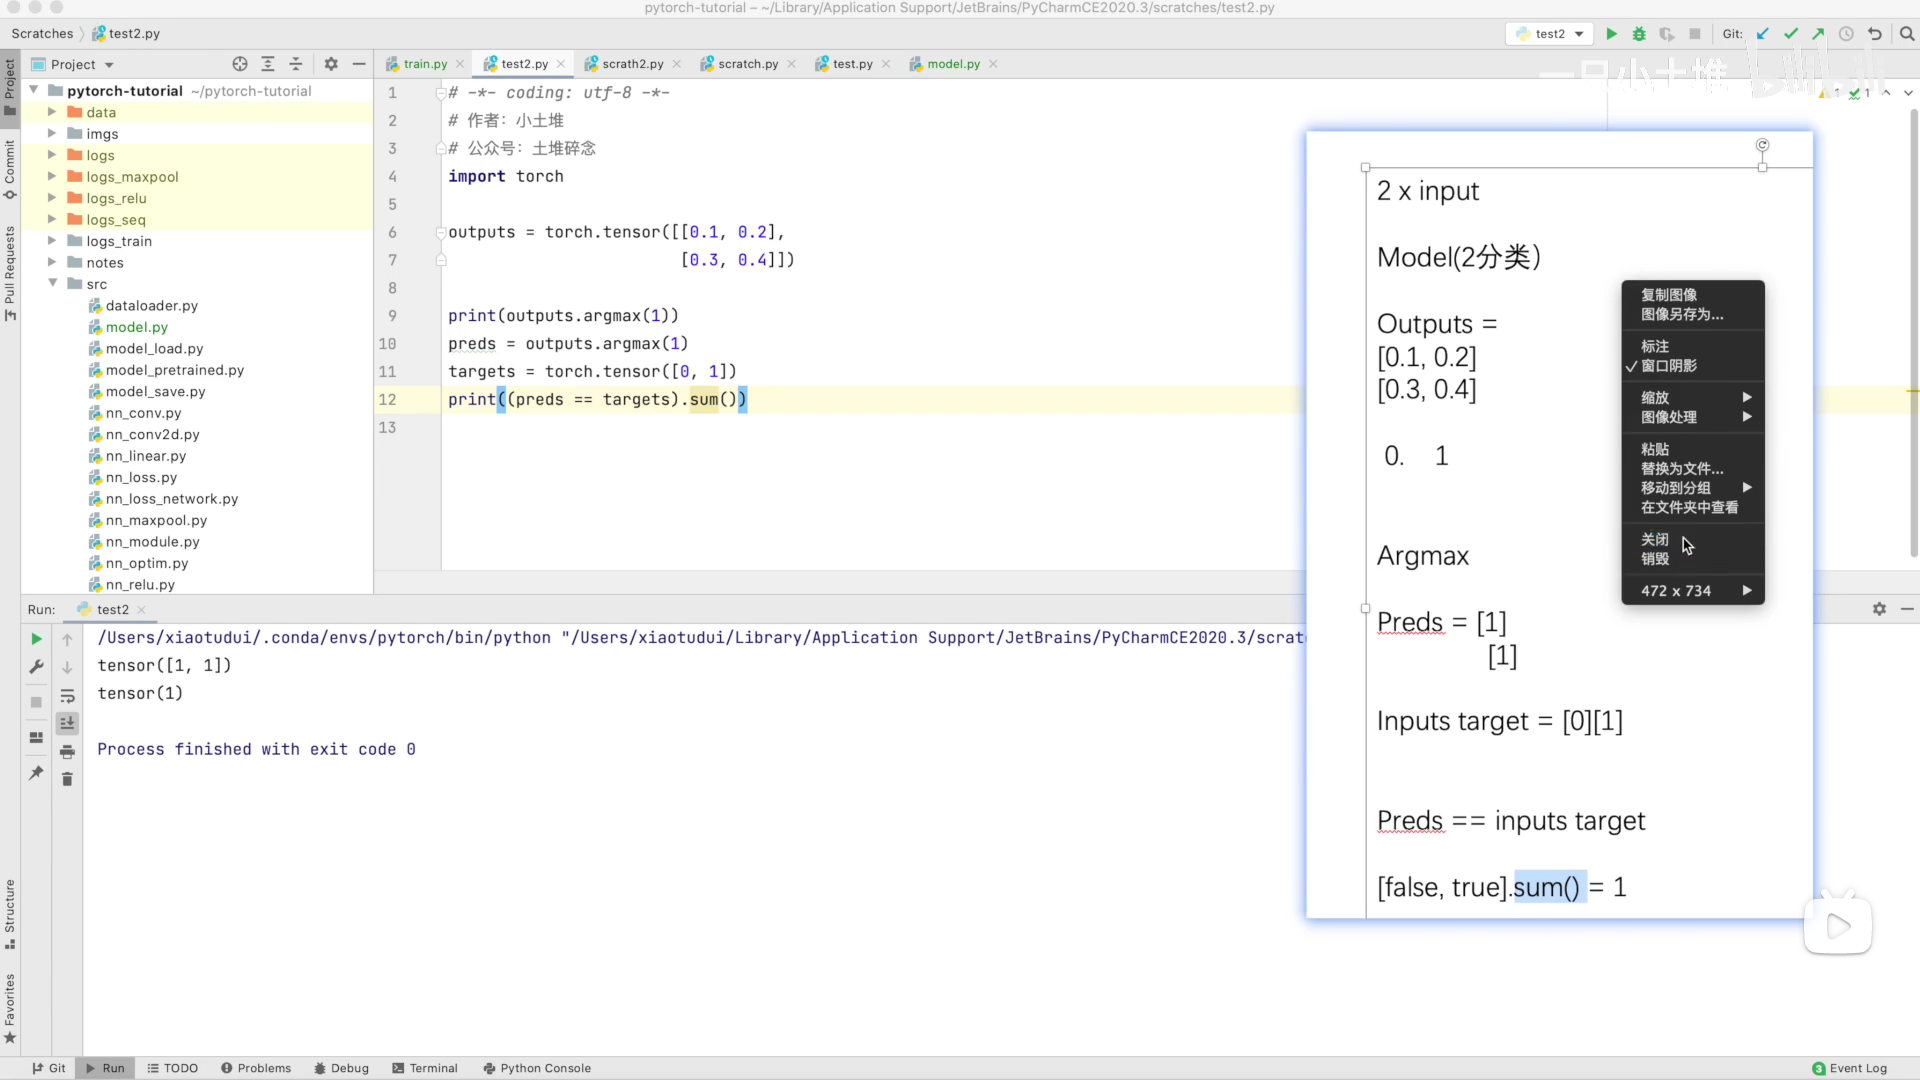 pytorch-tutorial – ~/Library/Application Support/JetBrains/PyCharmCE2020.3/scratches/test2.py
Scratches
test2.py
test2
Git:
Project
train.py
test2.py
scrath2.py
scratch.py
test.py
model.py
一只小土堆
bilibili
1
1
Project
Commit
Pull Requests
pytorch-tutorial ~/pytorch-tutorial
data
imgs
logs
logs_maxpool
logs_relu
logs_seq
logs_train
notes
src
dataloader.py
model.py
model_load.py
model_pretrained.py
model_save.py
nn_conv.py
nn_conv2d.py
nn_linear.py
nn_loss.py
nn_loss_network.py
nn_maxpool.py
nn_module.py
nn_optim.py
nn_relu.py
1 # -*- coding: utf-8 -*-
2 # 作者：小土堆
3 # 公众号：土堆碎念
4 import torch
5
6 outputs = torch.tensor([[0.1, 0.2],
7 [0.3, 0.4]])
8
9 print(outputs.argmax(1))
10 preds = outputs.argmax(1)
11 targets = torch.tensor([0, 1])
12 print((preds == targets).sum())
13
2 x input
Model(2分类）
Outputs =
[0.1, 0.2]
[0.3, 0.4]
0. 1
Argmax
Preds = [1]
[1]
Inputs target = [0][1]
Preds == inputs target
[false, true].sum() = 1
复制图像
图像另存为...
标注
窗口阴影
缩放
图像处理
粘贴
替换为文件...
移动到分组
在文件夹中查看
关闭
销毁
472 x 734
Run:
test2
/Users/xiaotudui/.conda/envs/pytorch/bin/python "/Users/xiaotudui/Library/Application Support/JetBrains/PyCharmCE2020.3/scrat
tensor([1, 1])
tensor(1)
Process finished with exit code 0
Structure
Favorites
Git
Run
TODO
Problems
Debug
Terminal
Python Console
3 Event Log